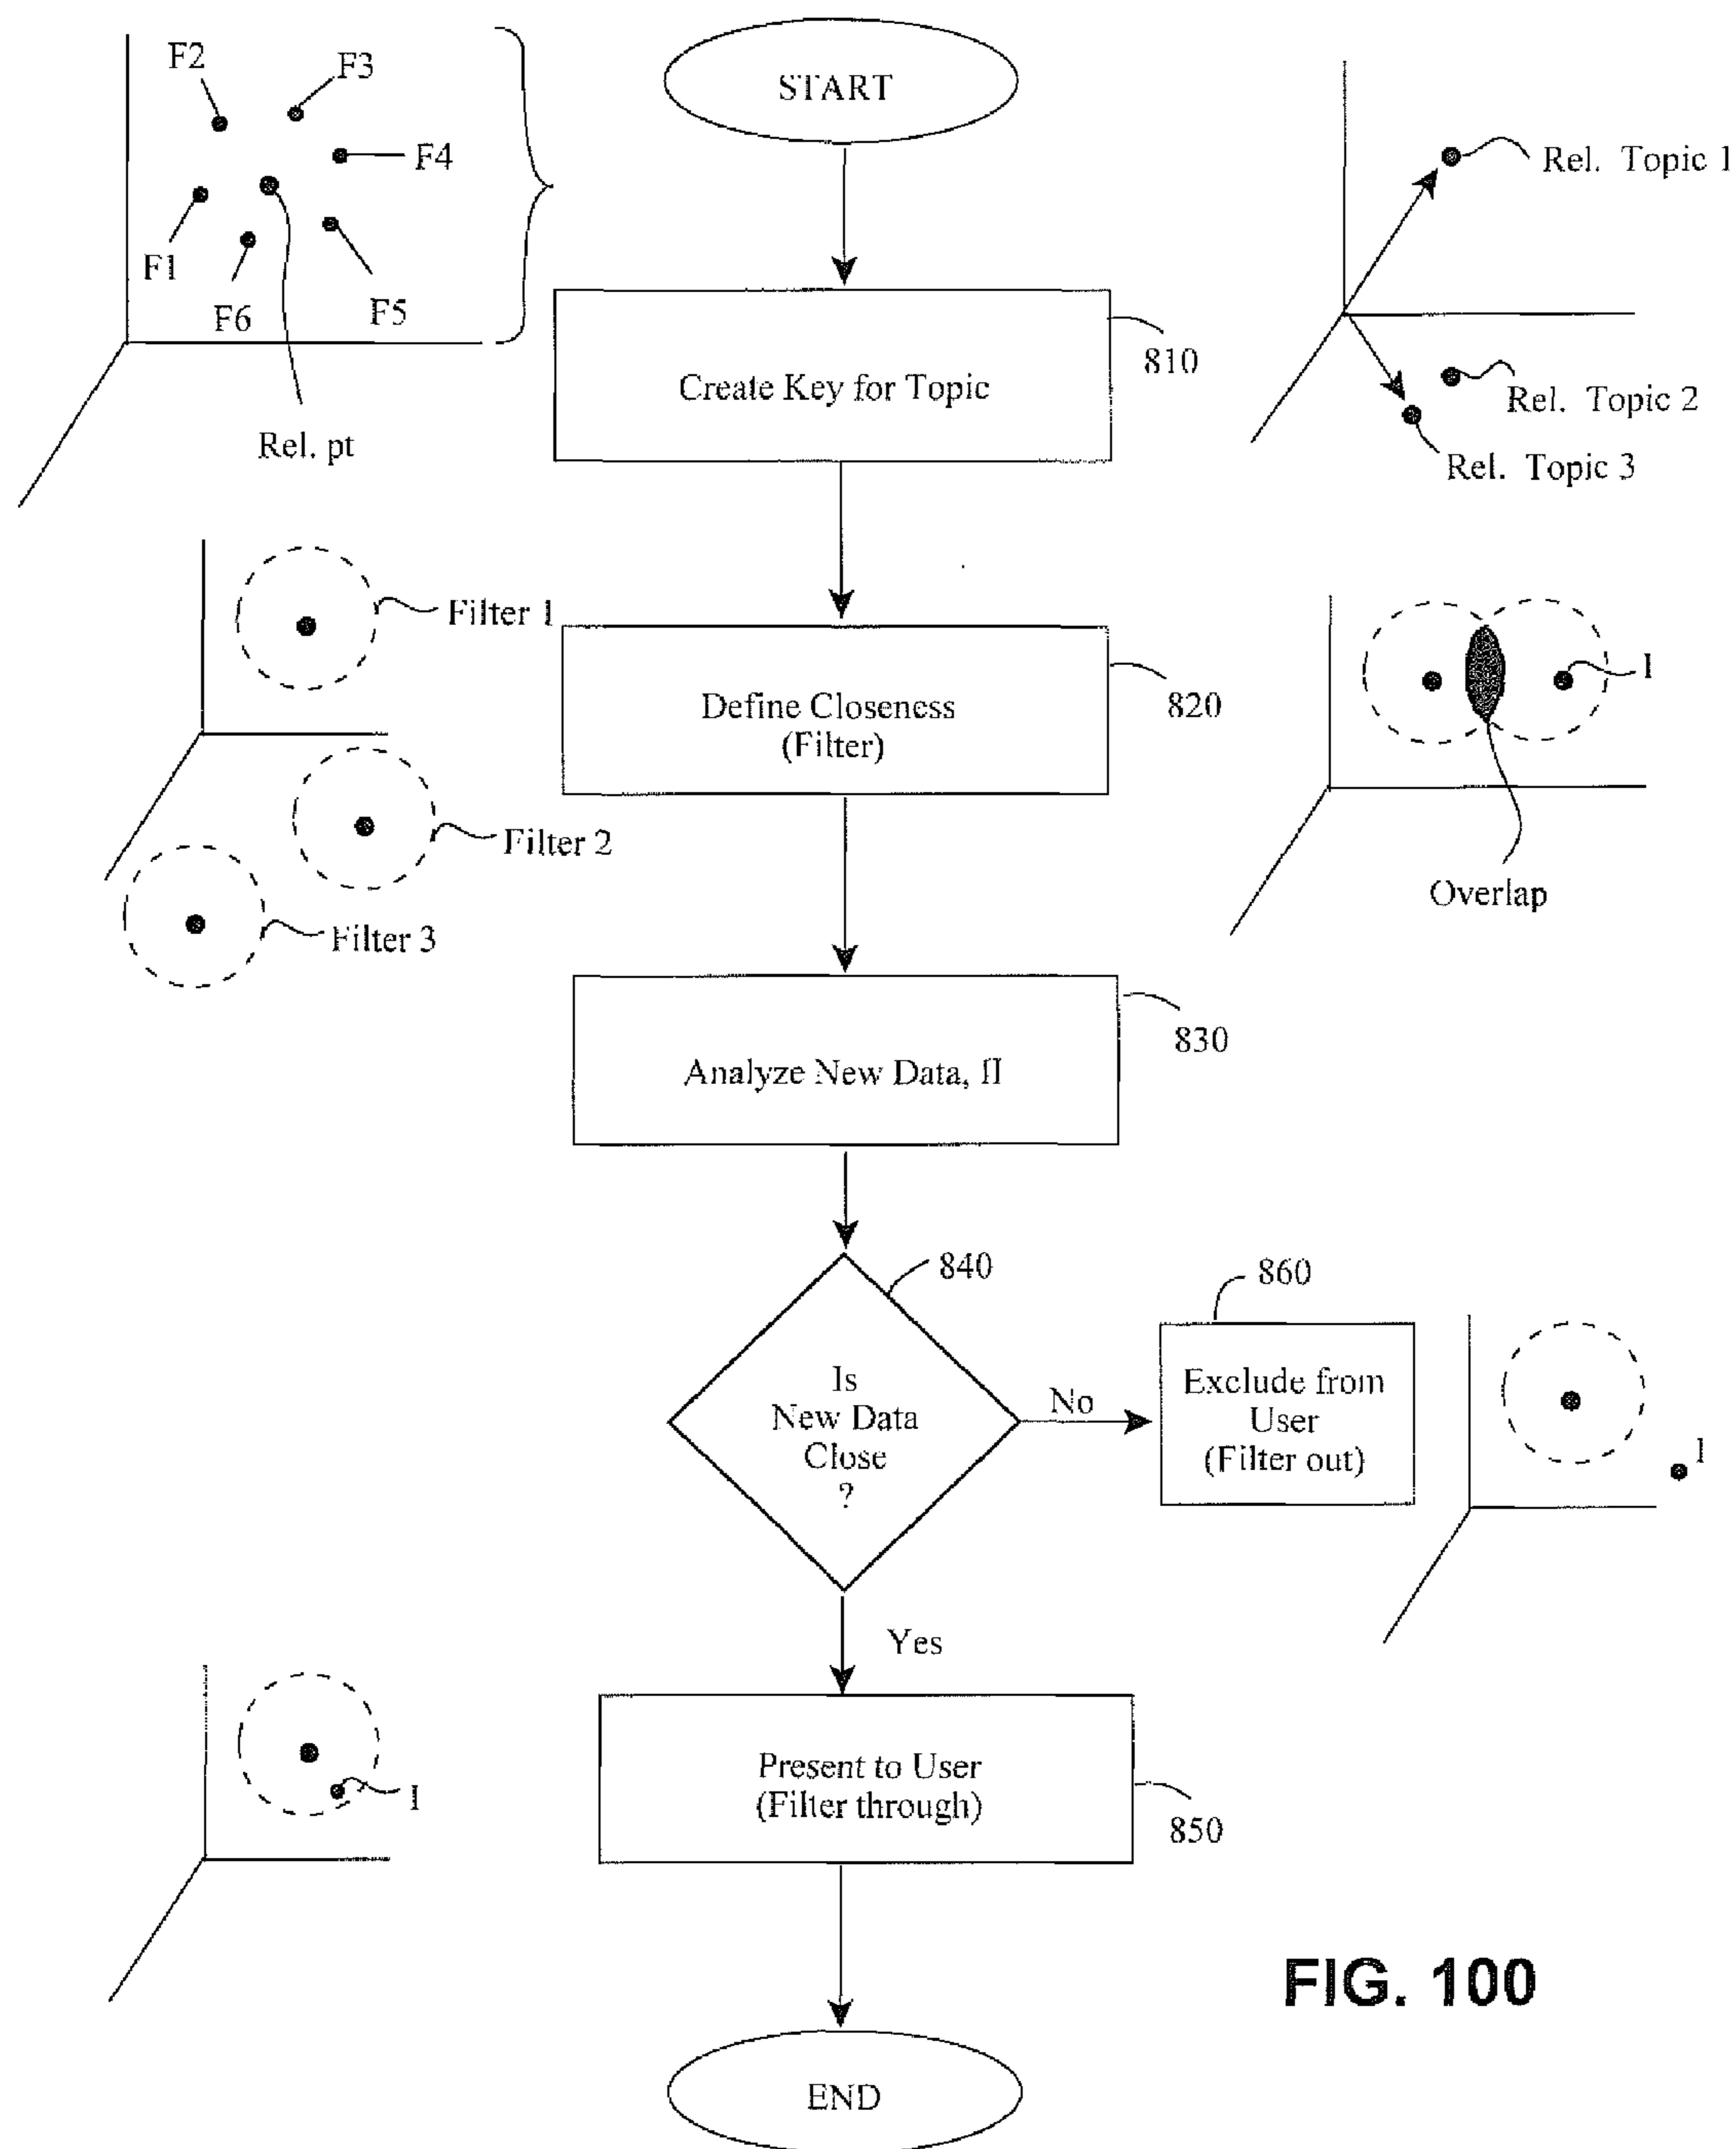 START
F2
F3
F4
F1
F6
F5
Rel. pt
Rel. Topic 1
Rel. Topic 2
Rel. Topic 3
Create Key for Topic
810
Filter 1
Filter 2
Filter 3
Define Closeness
(Filter)
820
1
Overlap
Analyze New Data,
830
840
Is
New Data
Close
?
No
860
Exclude from
User
(Filter out)
1
Yes
Present to User
(Filter through)
850
1
END
FIG. 100